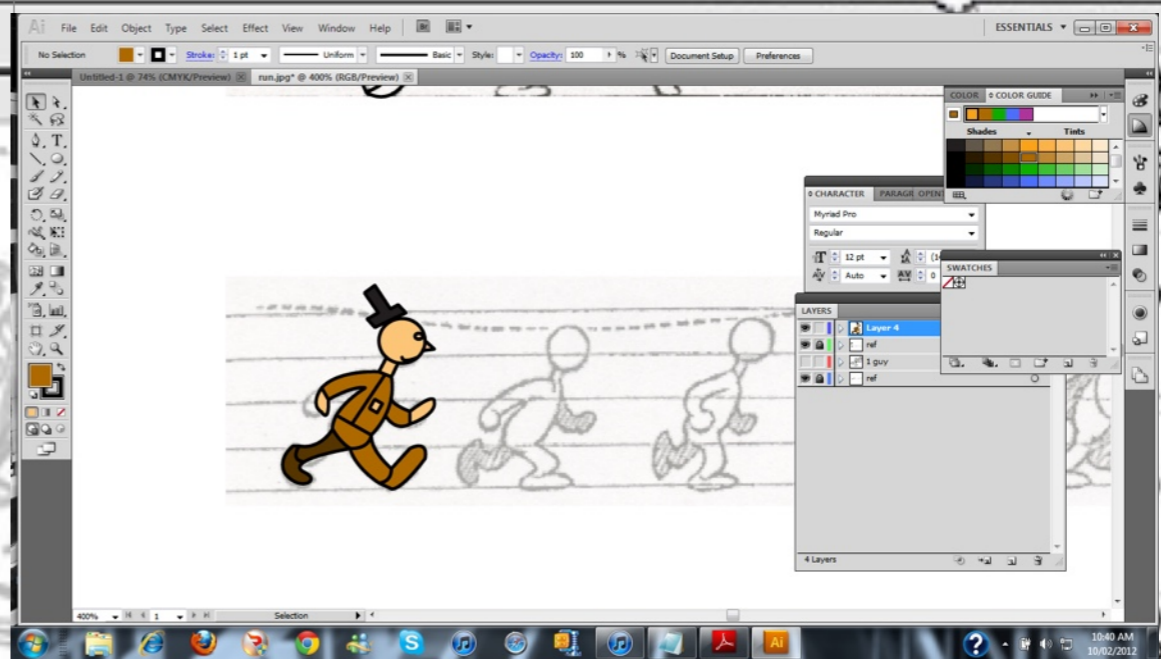 Ai File Edit Object Type Select Effect View Window Help Br ESSENTIALS
No Selection Stroke: 1 pt Uniform Basic Style: Opacity: 100 % Document Setup Preferences
Untitled-1 @ 74% (CMYK/Preview) run.jpg* @ 400% (RGB/Preview)
COLOR COLOR GUIDE
Shades Tints
CHARACTER PARAGR OPEN
Myriad Pro
Regular
12 pt
Auto 0
SWATCHES
LAYERS
Layer 4
ref
1 guy
ref
4 Layers
400% 1 Selection
Ai
10:40 AM
10/02/2012